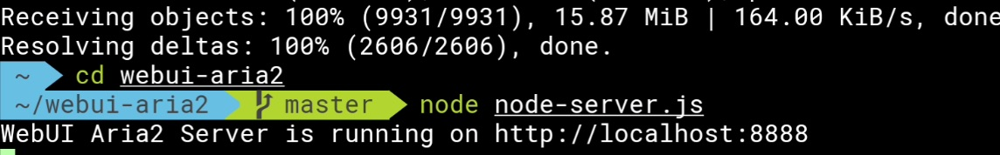 Receiving objects: 100% (9931/9931), 15.87 MiB | 164.00 KiB/s, done
Resolving deltas: 100% (2606/2606), done.
~ cd webui-aria2
~/webui-aria2 master node node-server.js
WebUI Aria2 Server is running on http://localhost:8888